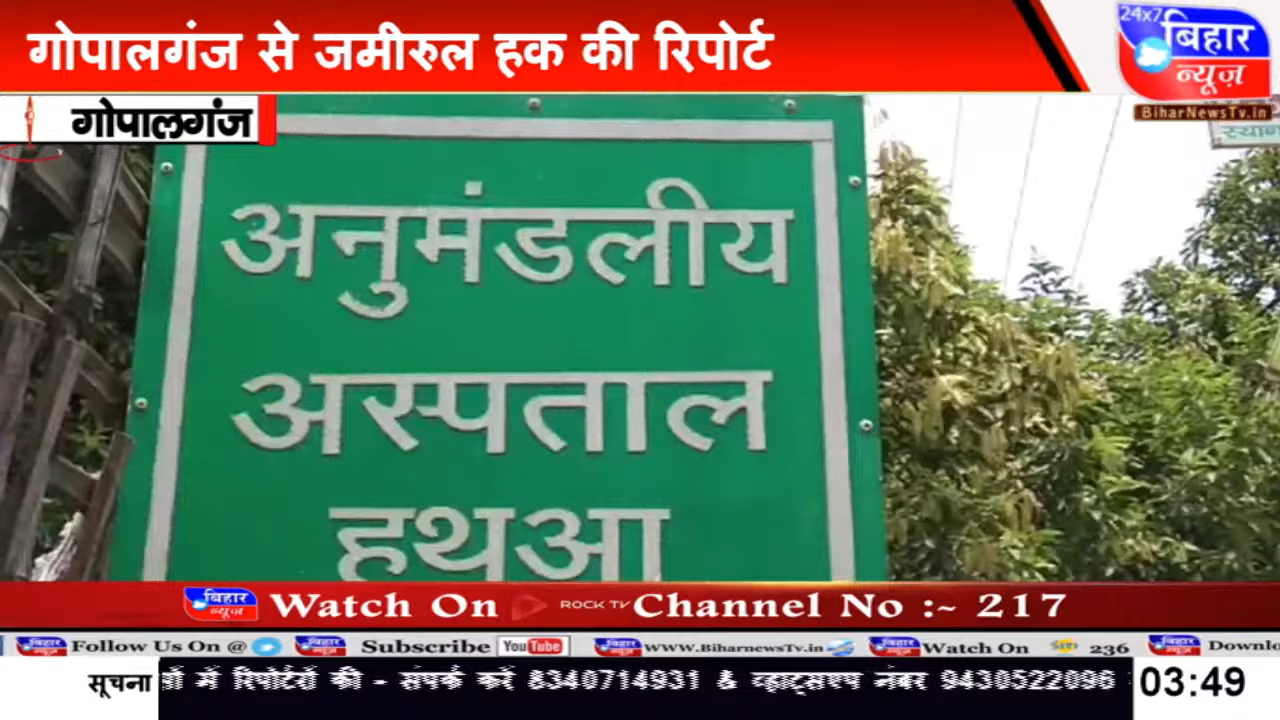 गोपालगंज से जमीरुल हक की रिपोर्ट
24x7
बिहार
न्यूज़
BiharNewsTv.in
गोपालगंज
स्थान
अनुमंडलीय
अस्पताल
हथुआ
बिहार
न्यूज़
Watch On ROCK TV Channel No :~ 217
बिहार न्यूज़ Follow Us On @ बिहार न्यूज़ Subscribe YouTube बिहार न्यूज़ www.BiharnewsTv.in बिहार न्यूज़ Watch On 236 बिहार न्यूज़ Downlo
सूचना में रिपोर्टरों की - संपर्क करें 8340714931 & व्हाट्सएप नंबर 9430522096
03:49